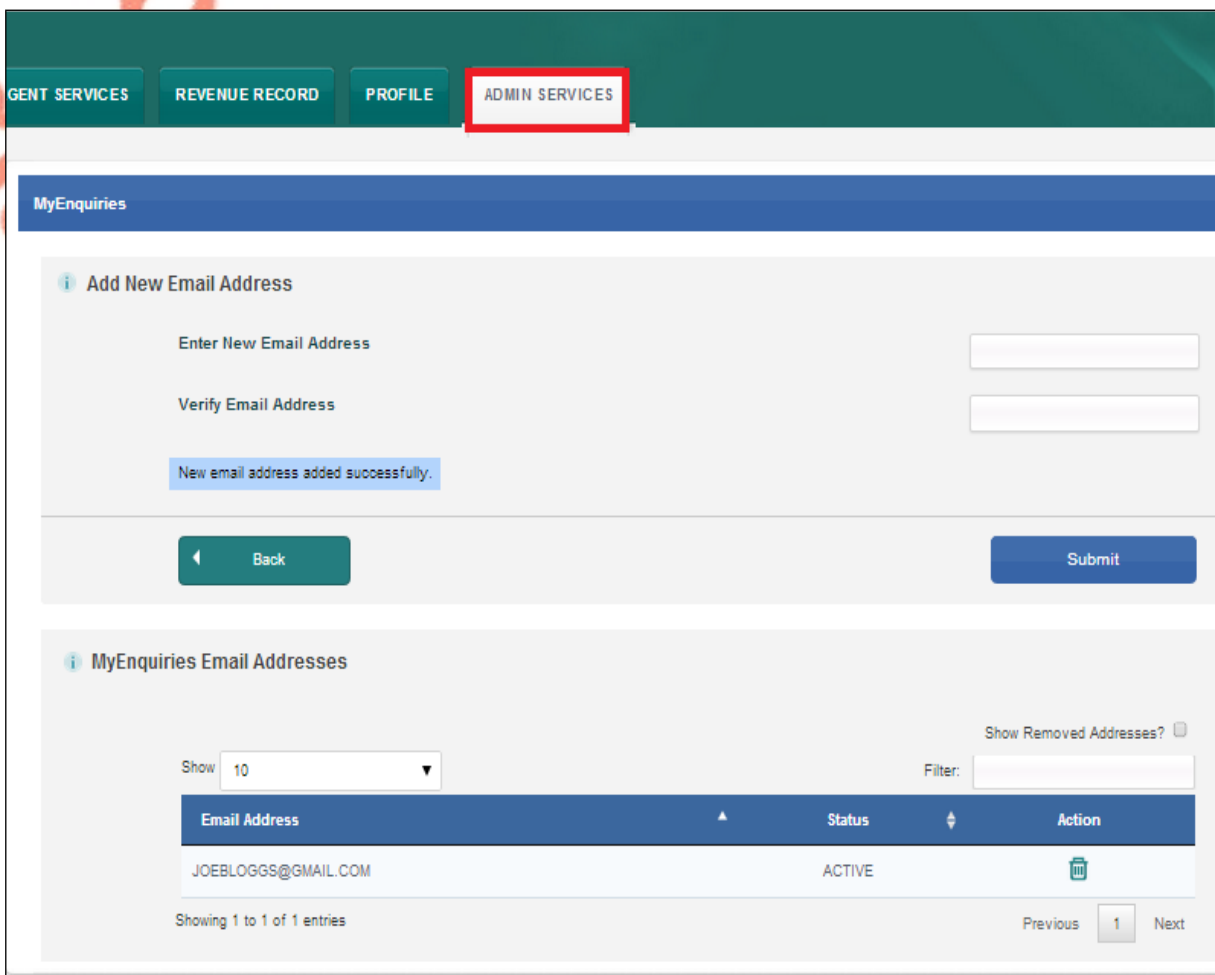 GENT SERVICES REVENUE RECORD PROFILE ADMIN SERVICES
MyEnquiries
Add New Email Address
Enter New Email Address
Verify Email Address
New email address added successfully.
Back Submit
MyEnquiries Email Addresses
Show Removed Addresses?
Show 10 Filter:
Email Address Status Action
JOEBLOGGS@GMAIL.COM ACTIVE
Showing 1 to 1 of 1 entries Previous 1 Next